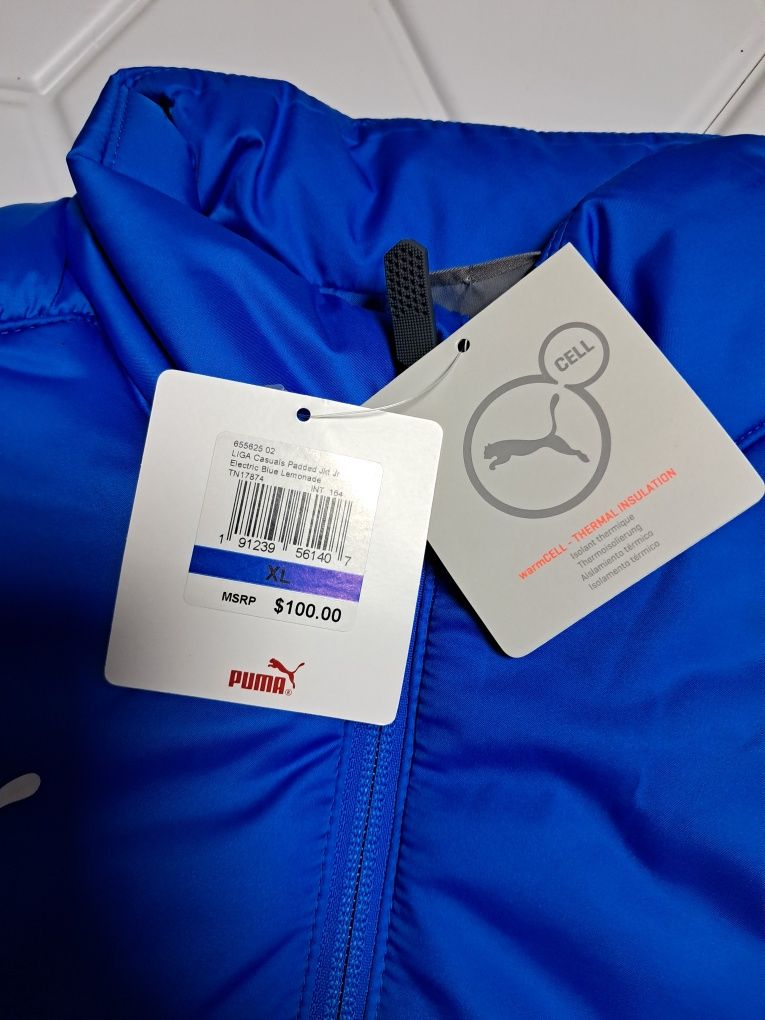 655625 02
LIGA Casuals Padded Jkt Jr
Electric Blue Lemonade
TN17874 INT 164
1 91239 56140 7
XL
MSRP $100.00
PUMA®
CELL
warmCELL - THERMAL INSULATION
Isolant thermique
Thermoisolierung
Aislamiento térmico
Isolamento térmico